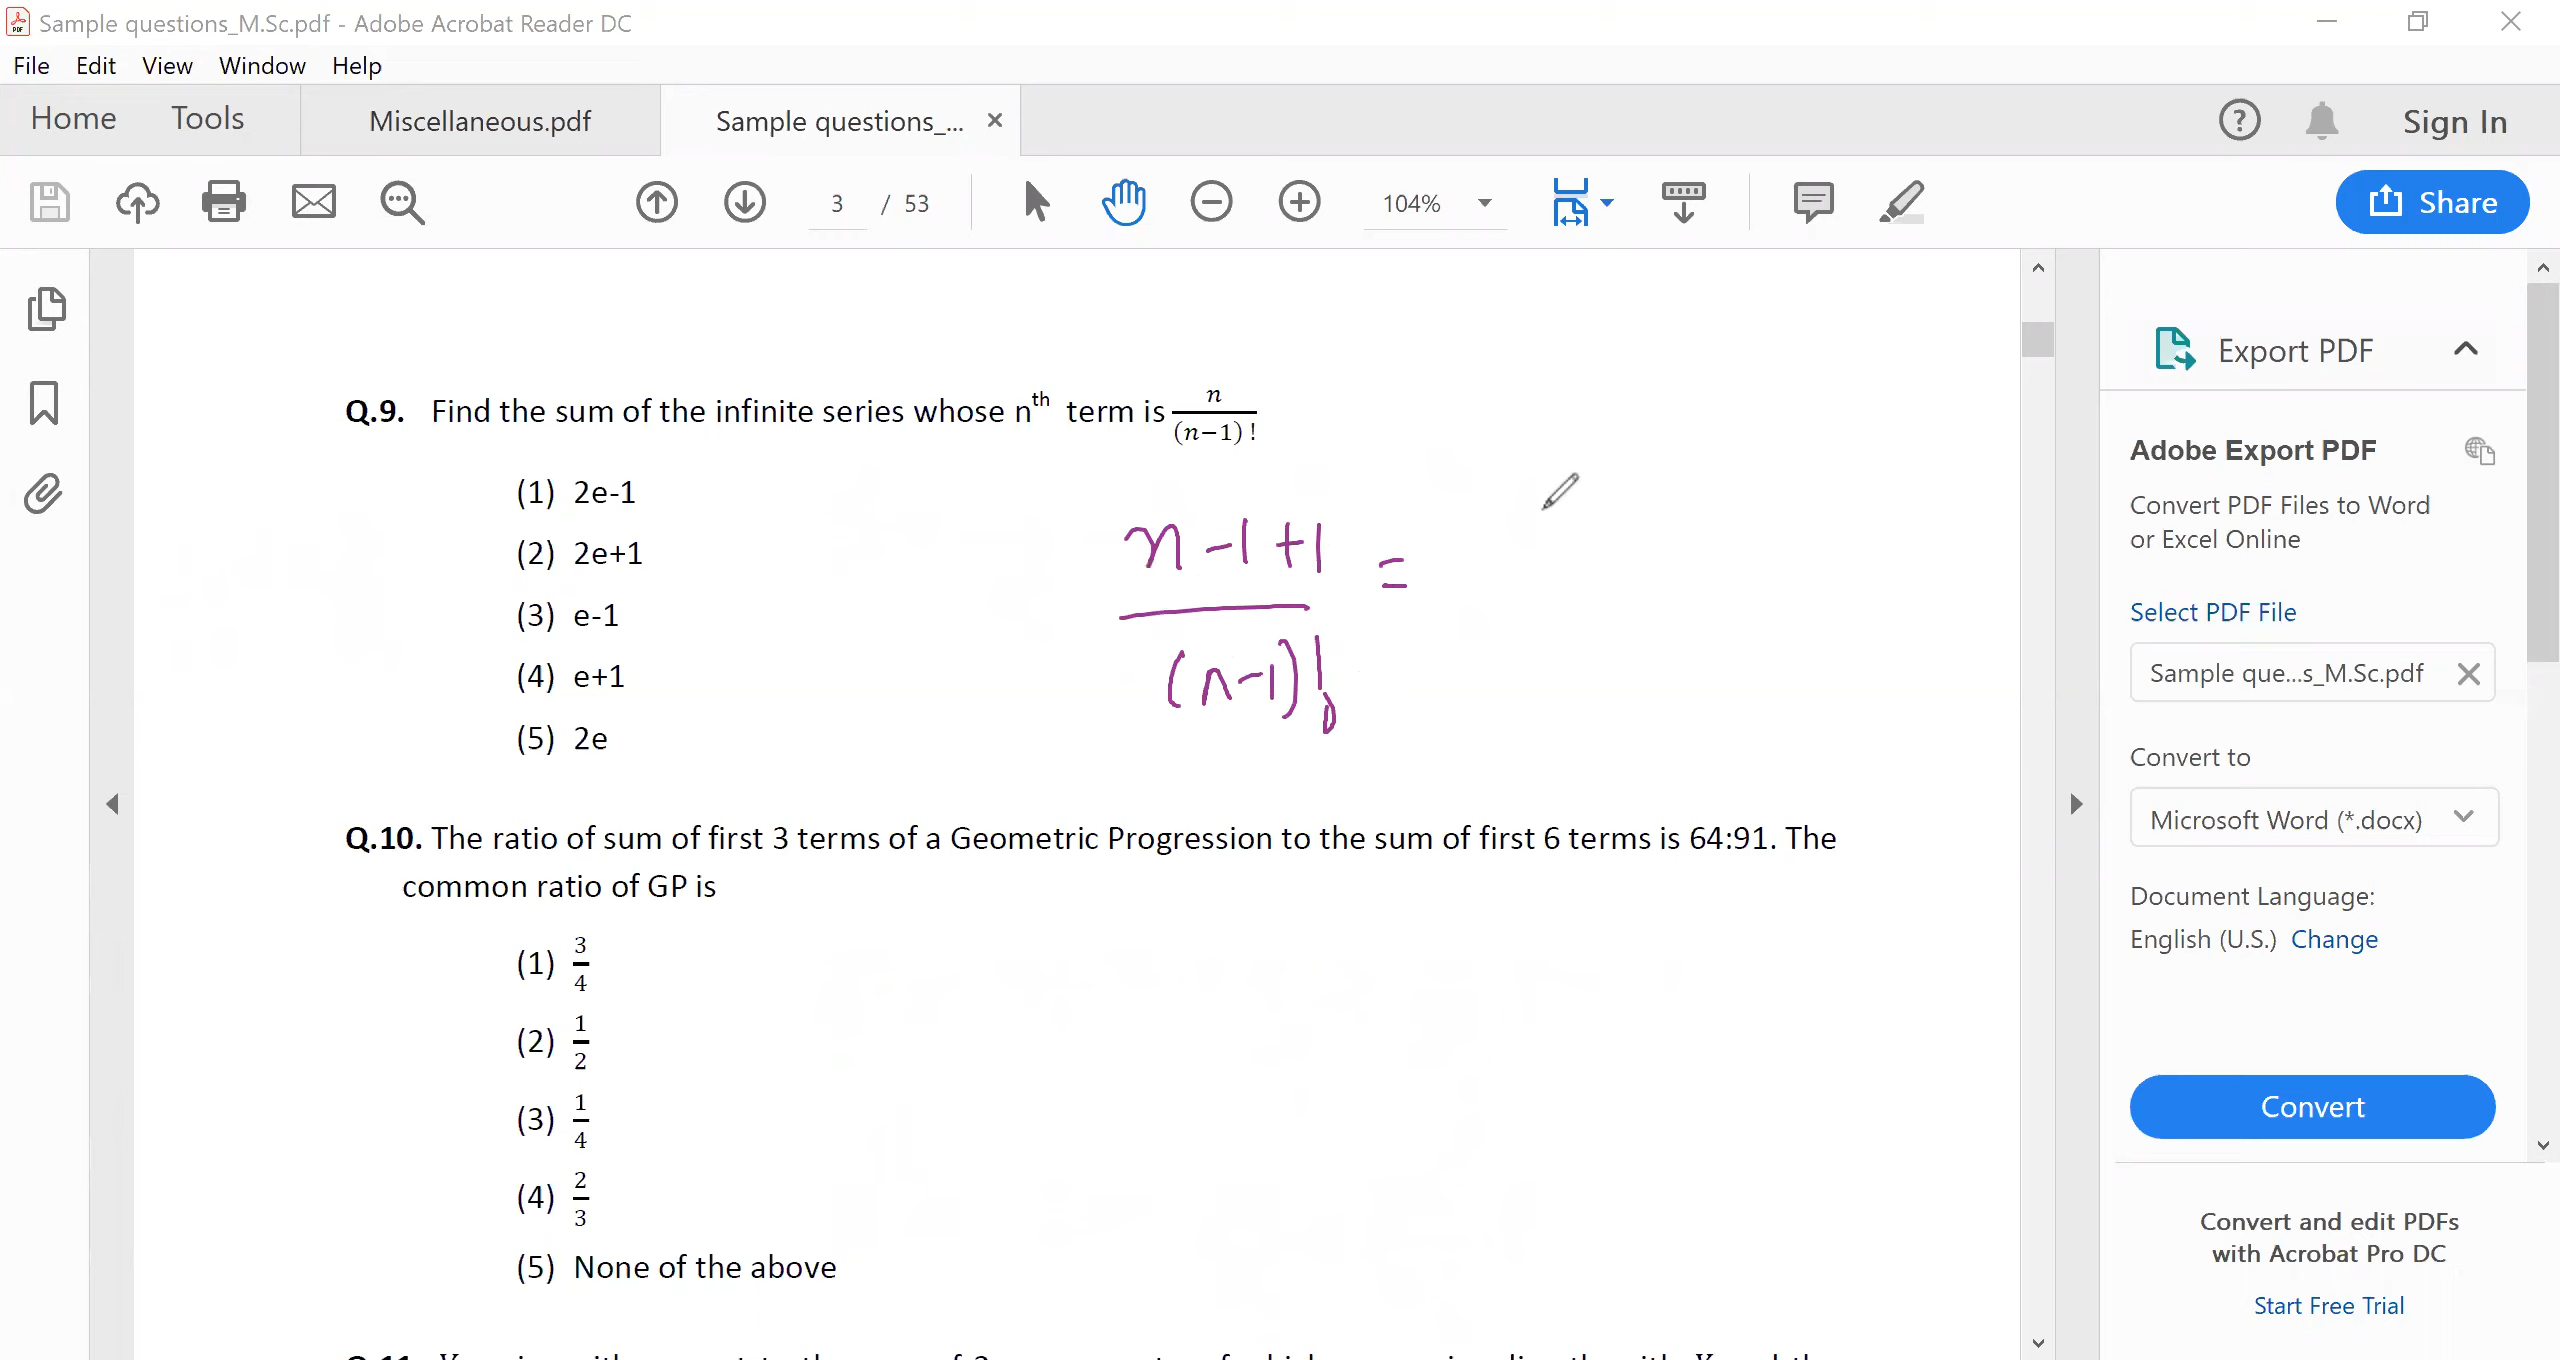 Sample questions_M.Sc.pdf - Adobe Acrobat Reader DC
File Edit View Window Help
Home Tools Miscellaneous.pdf Sample questions_... × ? Sign In
3 / 53 104% Share
Export PDF
Adobe Export PDF
Convert PDF Files to Word
or Excel Online
Select PDF File
Sample que...s_M.Sc.pdf
Convert to
Microsoft Word (*.docx)
Document Language:
English (U.S.) Change
Convert
Convert and edit PDFs
with Acrobat Pro DC
Start Free Trial
Q.9. Find the sum of the infinite series whose nth term is n/(n−1)!
(1) 2e-1
(2) 2e+1
(3) e-1
(4) e+1
(5) 2e
n-1+1 =
(n-1)!
Q.10. The ratio of sum of first 3 terms of a Geometric Progression to the sum of first 6 terms is 64:91. The
common ratio of GP is
(1) 3/4
(2) 1/2
(3) 1/4
(4) 2/3
(5) None of the above